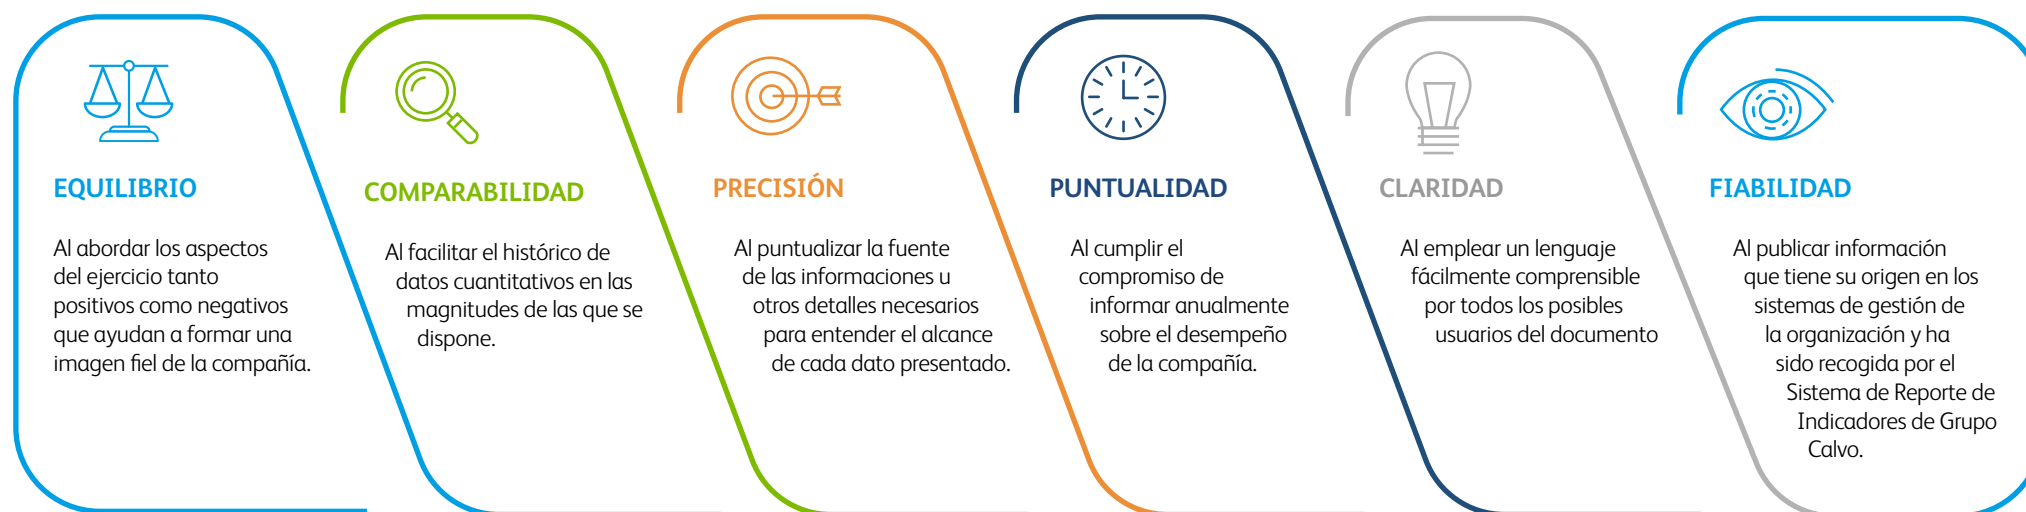 EQUILIBRIO
Al abordar los aspectos
del ejercicio tanto
positivos como negativos
que ayudan a formar una
imagen fiel de la compañía.
COMPARABILIDAD
Al facilitar el histórico de
datos cuantitativos en las
magnitudes de las que se
dispone.
PRECISIÓN
Al puntualizar la fuente
de las informaciones u
otros detalles necesarios
para entender el alcance
de cada dato presentado.
PUNTUALIDAD
Al cumplir el
compromiso de
informar anualmente
sobre el desempeño
de la compañía.
CLARIDAD
Al emplear un lenguaje
fácilmente comprensible
por todos los posibles
usuarios del documento
FIABILIDAD
Al publicar información
que tiene su origen en los
sistemas de gestión de
la organización y ha
sido recogida por el
Sistema de Reporte de
Indicadores de Grupo
Calvo.